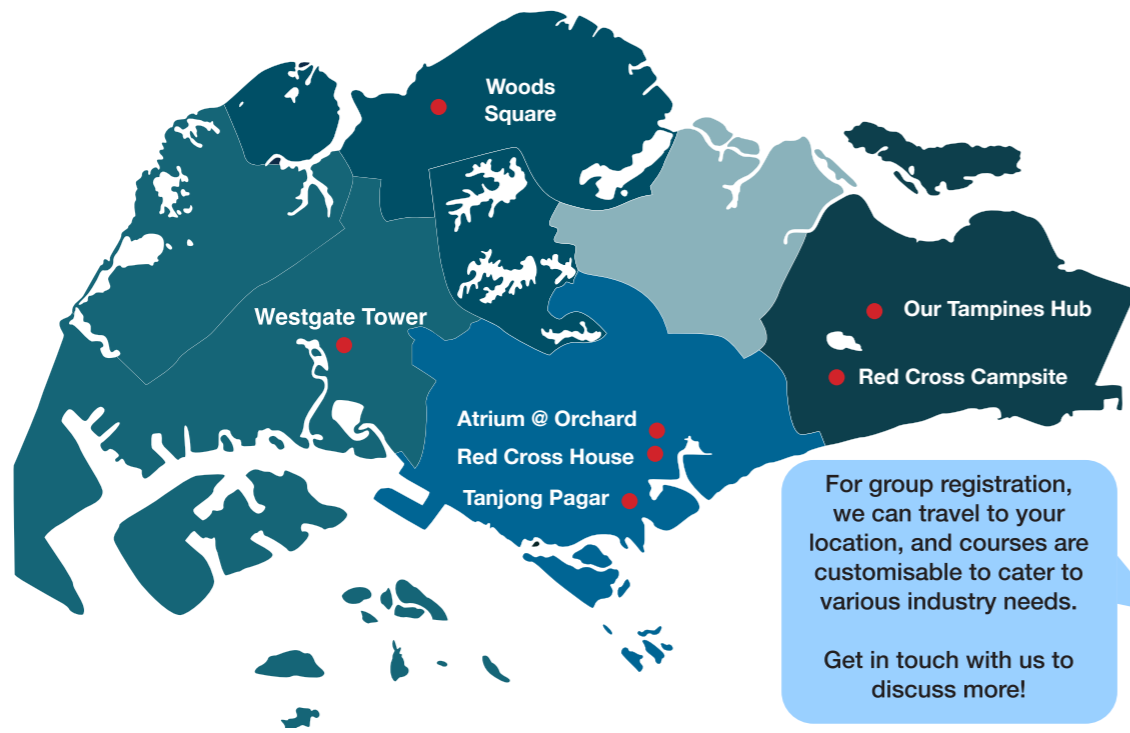 Woods
Square
Westgate Tower
Our Tampines Hub
Red Cross Campsite
Atrium @ Orchard
Red Cross House
Tanjong Pagar
For group registration,
we can travel to your
location, and courses are
customisable to cater to
various industry needs.
Get in touch with us to
discuss more!